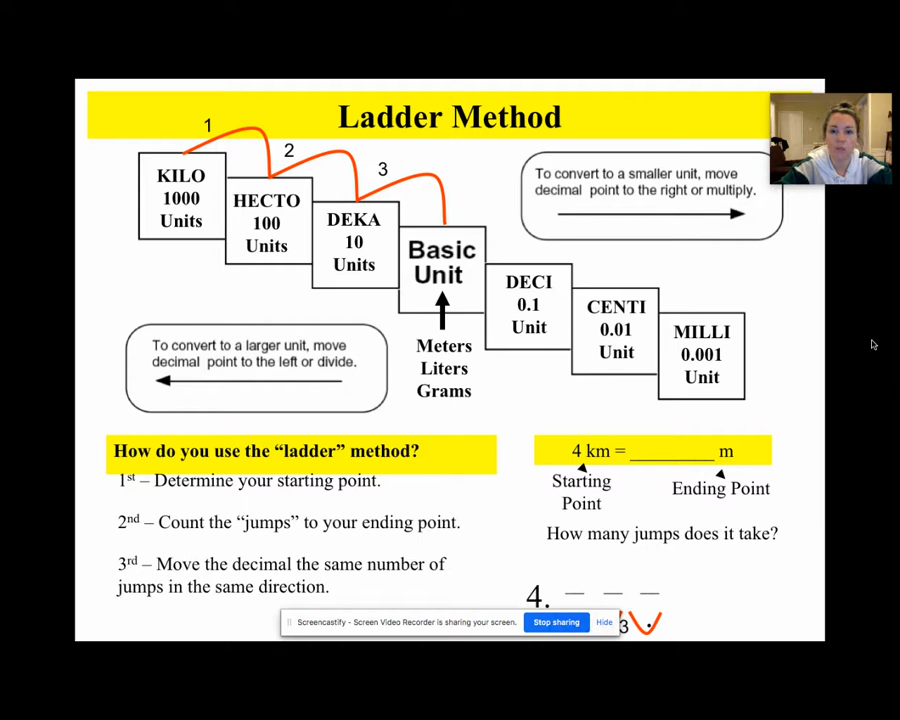 Ladder Method
1
2
3
KILO
1000
Units
HECTO
100
Units
DEKA
10
Units
Basic
Unit
DECI
0.1
Unit
CENTI
0.01
Unit
MILLI
0.001
Unit
To convert to a smaller unit, move
decimal point to the right or multiply.
To convert to a larger unit, move
decimal point to the left or divide.
Meters
Liters
Grams
How do you use the “ladder” method?
1st – Determine your starting point.
2nd – Count the “jumps” to your ending point.
3rd – Move the decimal the same number of
jumps in the same direction.
4 km = _________ m
Starting
Point
Ending Point
How many jumps does it take?
4. __ __ __
3 .
Screencastify - Screen Video Recorder is sharing your screen.
Stop sharing
Hide